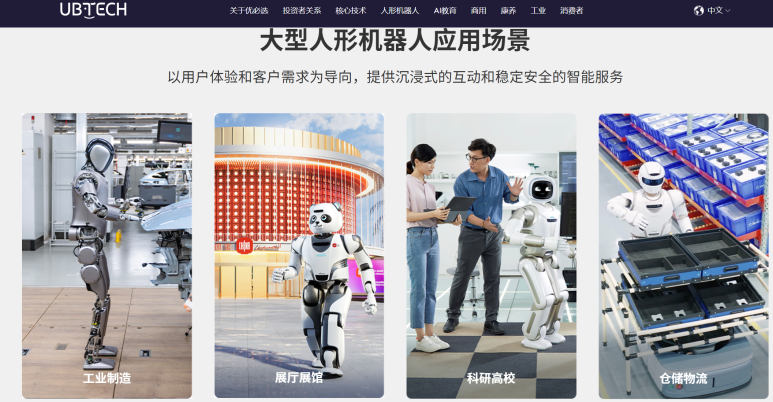 UBTECH
关于优必选 投资者关系 核心技术 人形机器人 AI教育 商用 康养 工业 消费者 中文
大型人形机器人应用场景
以用户体验和客户需求为导向，提供沉浸式的互动和稳定安全的智能服务
工业制造 展厅展馆 科研高校 仓储物流